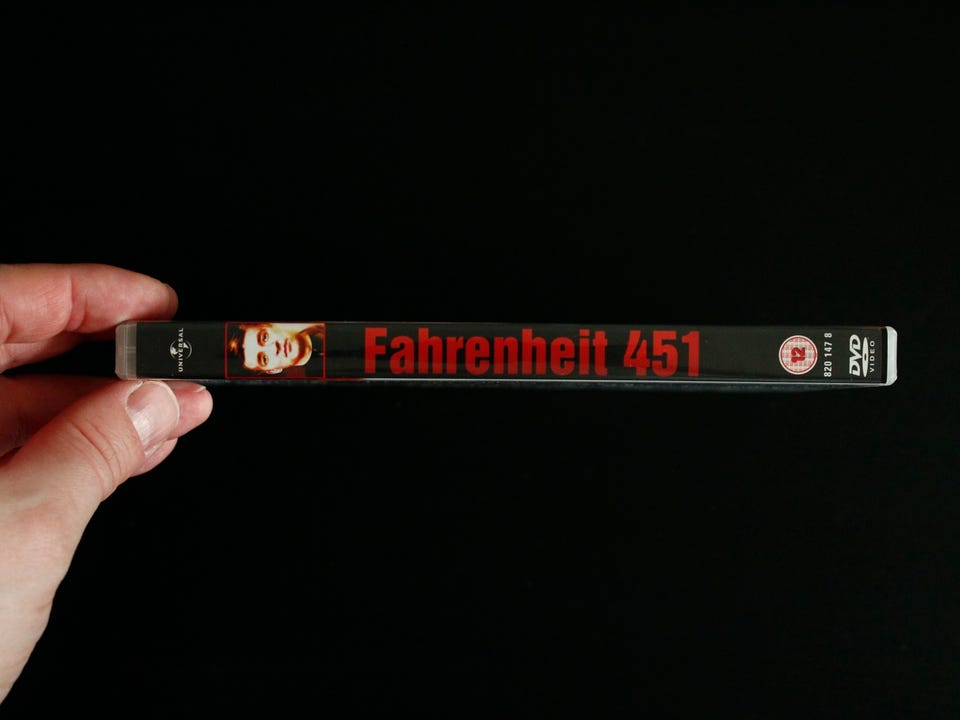 UNIVERSAL
Fahrenheit 451
12
820 147 8
DVD
VIDEO